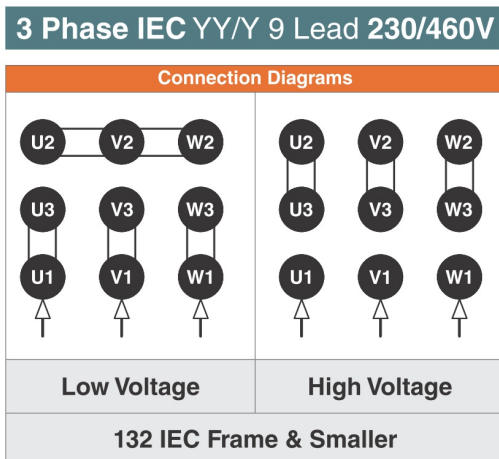 3 Phase IEC YY/Y 9 Lead 230/460V
Connection Diagrams
U2 V2 W2
U3 V3 W3
U1 V1 W1
U2 V2 W2
U3 V3 W3
U1 V1 W1
Low Voltage
High Voltage
132 IEC Frame & Smaller